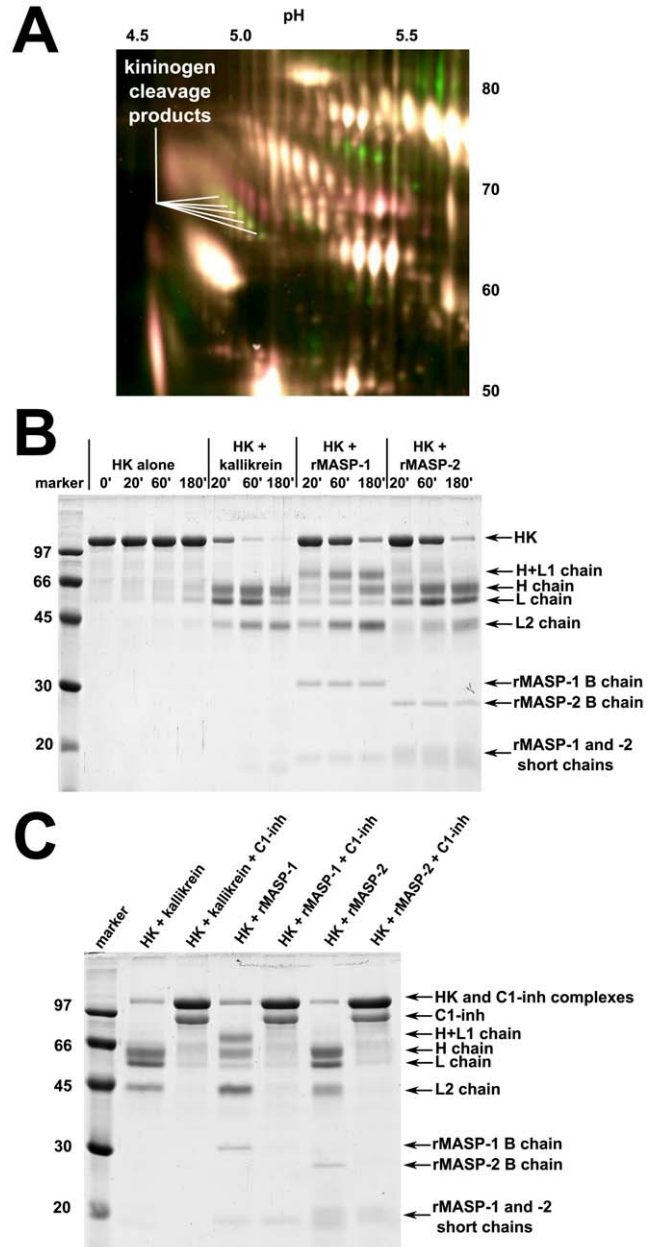 A
pH
4.5 5.0 5.5
kininogen
cleavage
products
80
70
60
50
B
HK alone
HK +
kallikrein
HK +
rMASP-1
HK +
rMASP-2
marker 0' 20' 60' 180' 20' 60' 180' 20' 60' 180' 20' 60' 180'
97
66
45
30
20
HK
H+L1 chain
H chain
L chain
L2 chain
rMASP-1 B chain
rMASP-2 B chain
rMASP-1 and -2
short chains
C
marker
HK + kallikrein
HK + kallikrein + C1-inh
HK + rMASP-1
HK + rMASP-1 + C1-inh
HK + rMASP-2
HK + rMASP-2 + C1-inh
97
66
45
30
20
HK and C1-inh complexes
C1-inh
H+L1 chain
H chain
L chain
L2 chain
rMASP-1 B chain
rMASP-2 B chain
rMASP-1 and -2
short chains